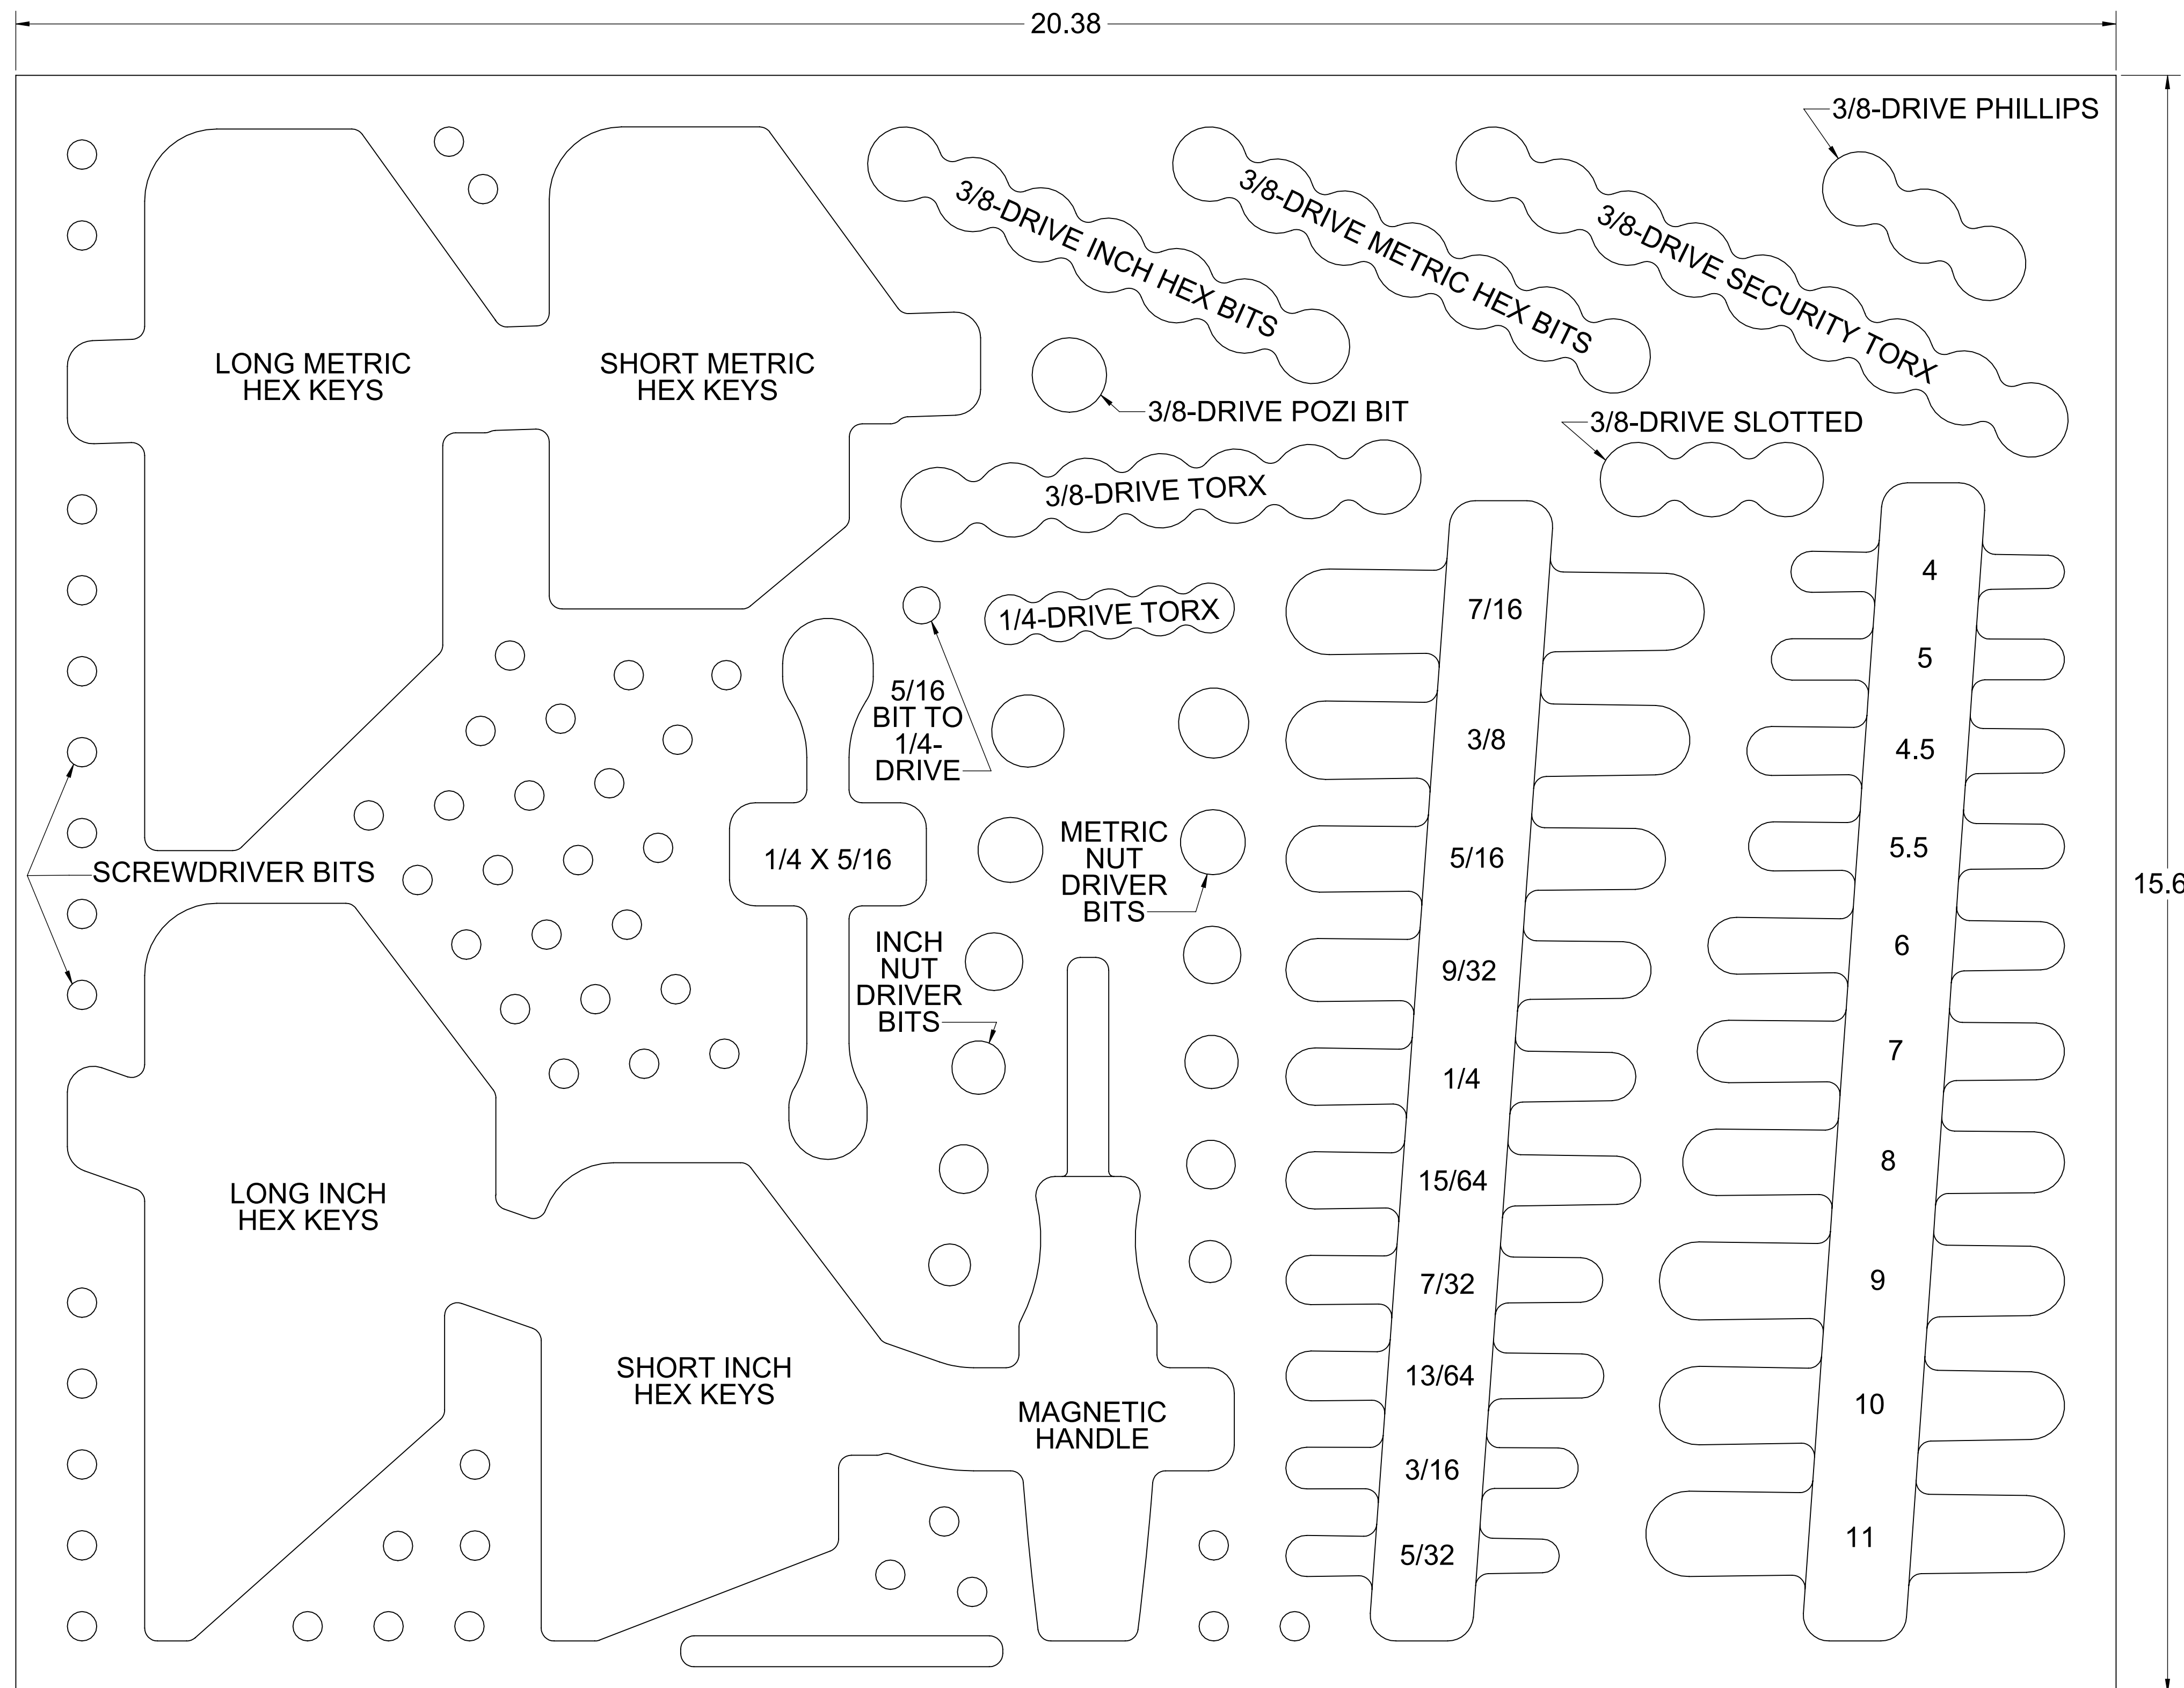 20.38
3/8-DRIVE PHILLIPS
3/8-DRIVE INCH HEX BITS
3/8-DRIVE METRIC HEX BITS
3/8-DRIVE SECURITY TORX
LONG METRIC
HEX KEYS
SHORT METRIC
HEX KEYS
3/8-DRIVE POZI BIT
3/8-DRIVE SLOTTED
3/8-DRIVE TORX
1/4-DRIVE TORX
5/16
BIT TO
1/4-
DRIVE
SCREWDRIVER BITS
1/4 X 5/16
METRIC
NUT
DRIVER
BITS
INCH
NUT
DRIVER
BITS
7/16
3/8
5/16
9/32
1/4
15/64
7/32
13/64
3/16
5/32
4
5
4.5
5.5
6
7
8
9
10
11
15.6
LONG INCH
HEX KEYS
SHORT INCH
HEX KEYS
MAGNETIC
HANDLE